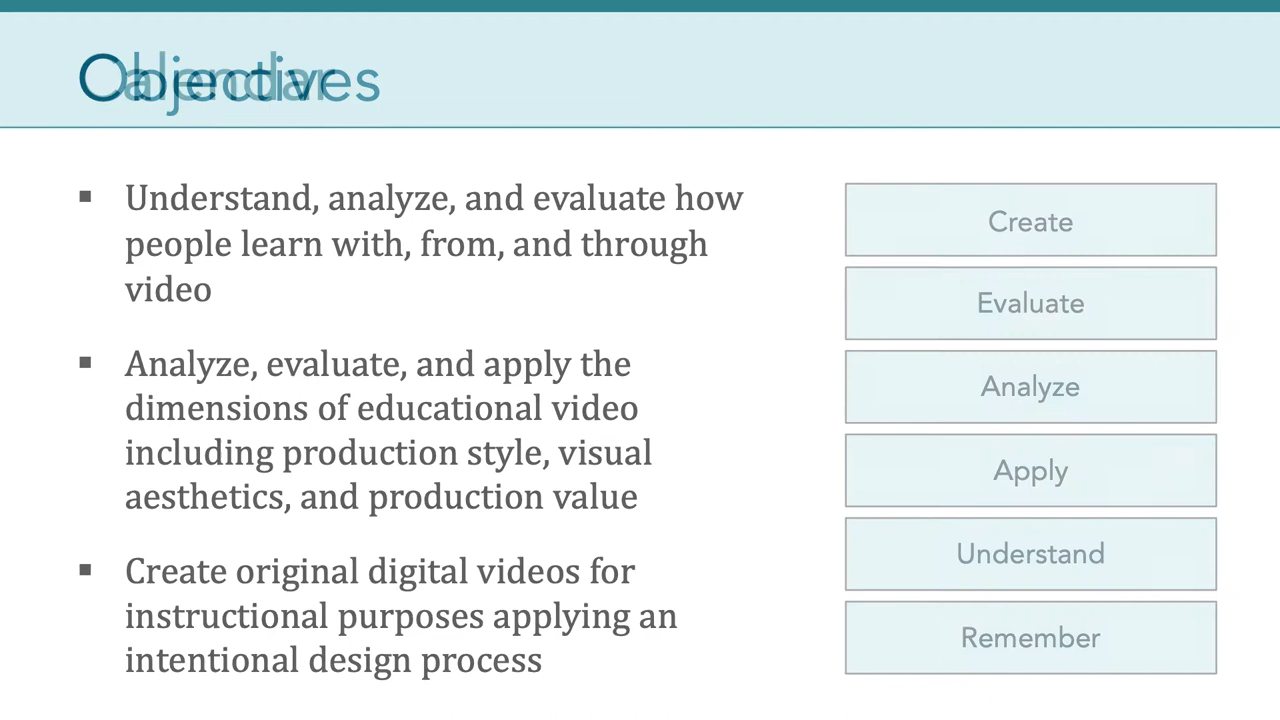 Objectives
Calendar
Understand, analyze, and evaluate how
people learn with, from, and through
video
Analyze, evaluate, and apply the
dimensions of educational video
including production style, visual
aesthetics, and production value
Create original digital videos for
instructional purposes applying an
intentional design process
Create
Evaluate
Analyze
Apply
Understand
Remember